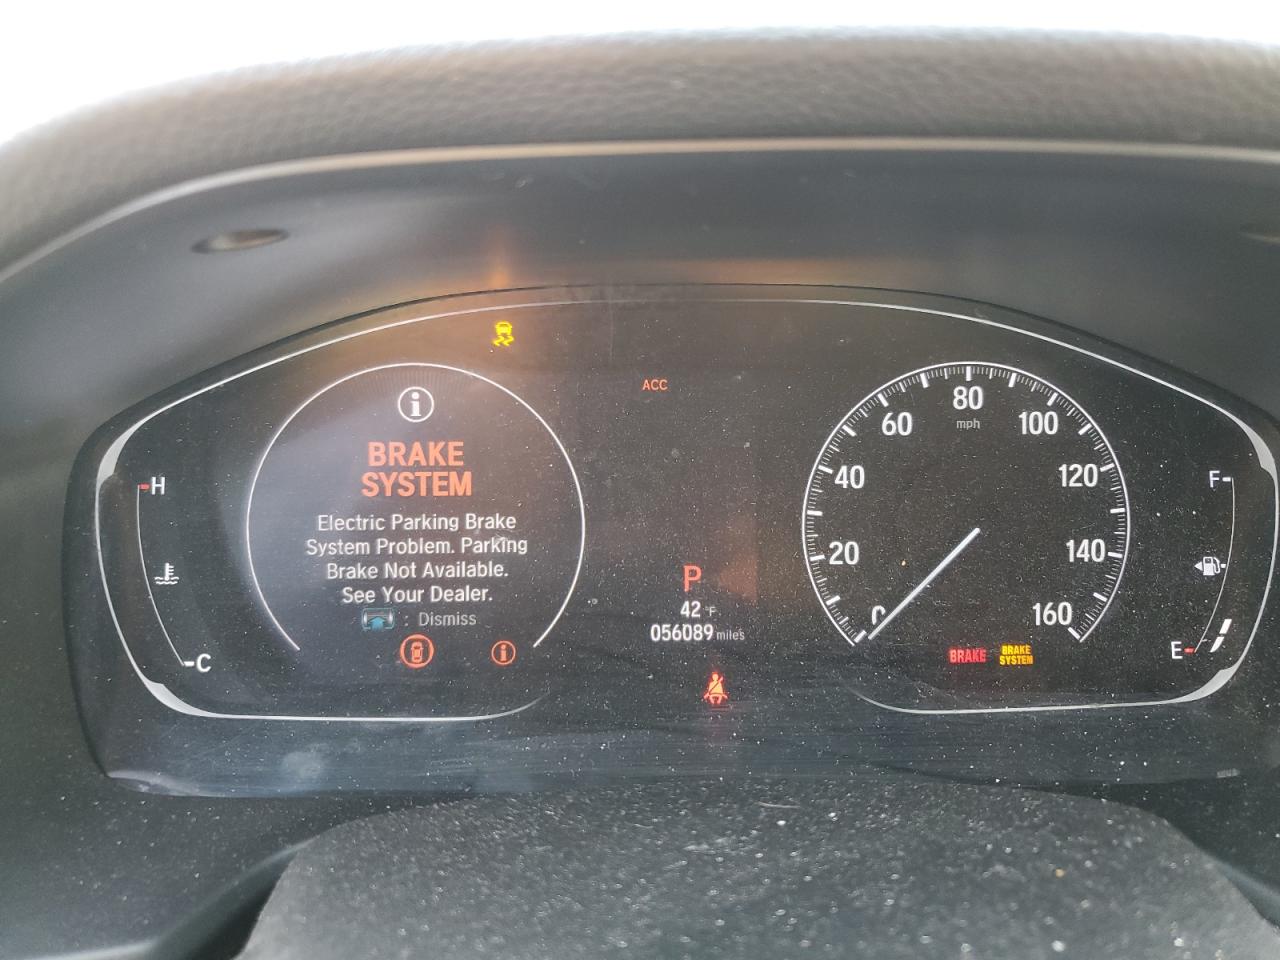 ACC
BRAKE
SYSTEM
Electric Parking Brake
System Problem. Parking
Brake Not Available.
See Your Dealer.
: Dismiss
H
C
P
42 °F
056089 miles
0
20
40
60
80
100
120
140
160
mph
BRAKE
BRAKE
SYSTEM
F
E